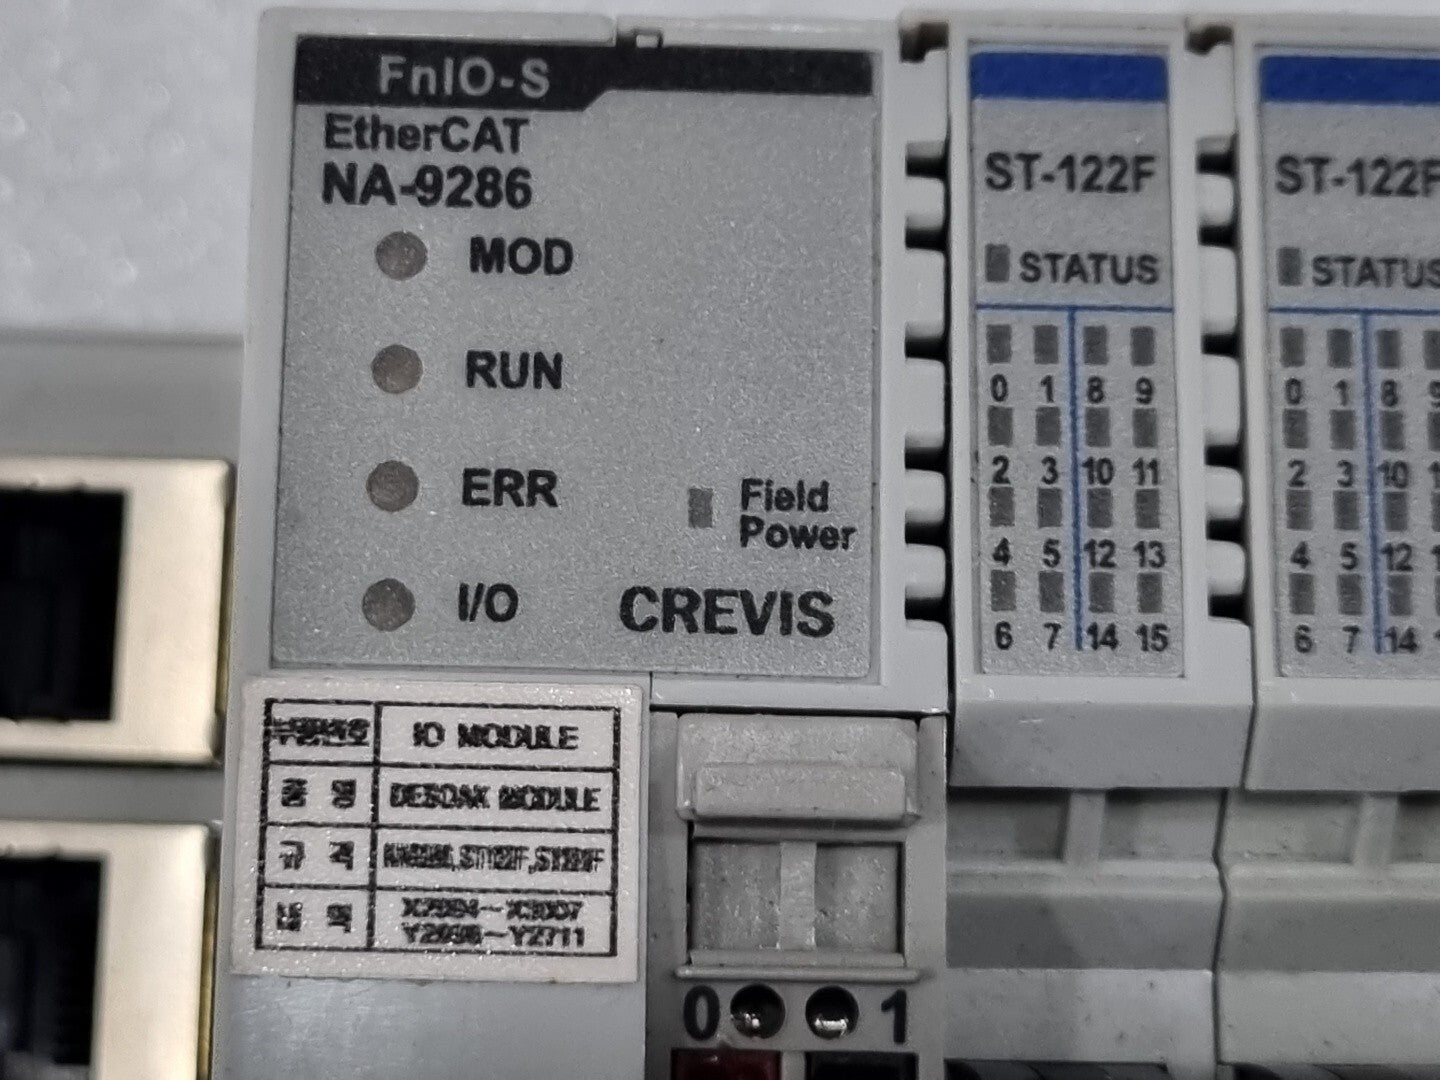 FnIO-S
EtherCAT
NA-9286
MOD
RUN
ERR
Field
Power
I/O
CREVIS
ST-122F
STATUS
0 1 8 9
2 3 10 11
4 5 12 13
6 7 14 15
ST-122F
STATUS
0 1 8 9
2 3 10
4 5 12
6 7 14
IO MODULE
MODULE
0 1